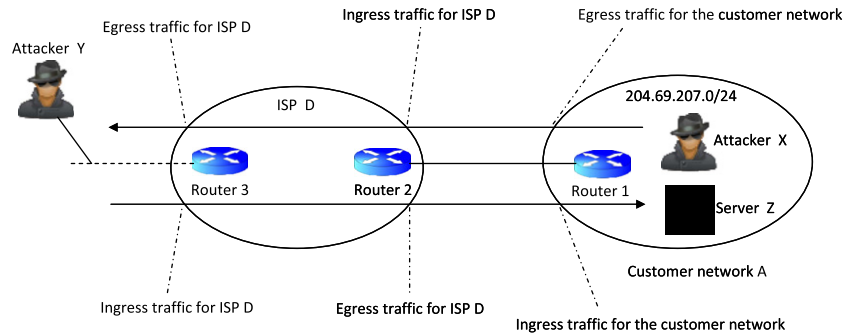 Ingress traffic for ISP D
Egress traffic for the customer network
Egress traffic for ISP D
Attacker Y
ISP D
204.69.207.0/24
Attacker X
Router 3
Router 2
Router 1
Server Z
Customer network A
Ingress traffic for ISP D
Egress traffic for ISP D
Ingress traffic for the customer network